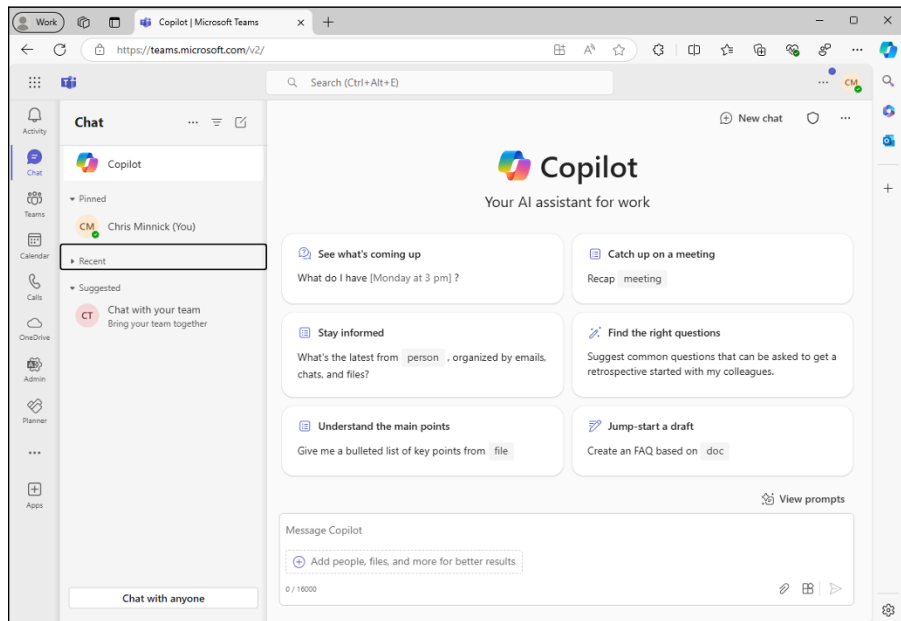 Work
Copilot | Microsoft Teams
https://teams.microsoft.com/v2/
Search (Ctrl+Alt+E)
CM
Activity
Chat
Teams
Calendar
Calls
OneDrive
Admin
Planner
Apps
Chat
Copilot
Pinned
CM Chris Minnick (You)
Recent
Suggested
CT Chat with your team
Bring your team together
Chat with anyone
New chat
Copilot
Your AI assistant for work
See what's coming up
What do I have [Monday at 3 pm] ?
Catch up on a meeting
Recap meeting
Stay informed
What's the latest from person , organized by emails,
chats, and files?
Find the right questions
Suggest common questions that can be asked to get a
retrospective started with my colleagues.
Understand the main points
Give me a bulleted list of key points from file
Jump-start a draft
Create an FAQ based on doc
View prompts
Message Copilot
Add people, files, and more for better results
0 / 16000